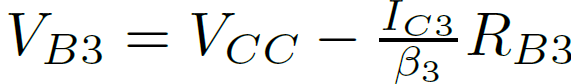 $V_{B3} = V_{CC} - \frac{I_{C3}}{\beta_3} R_{B3}$